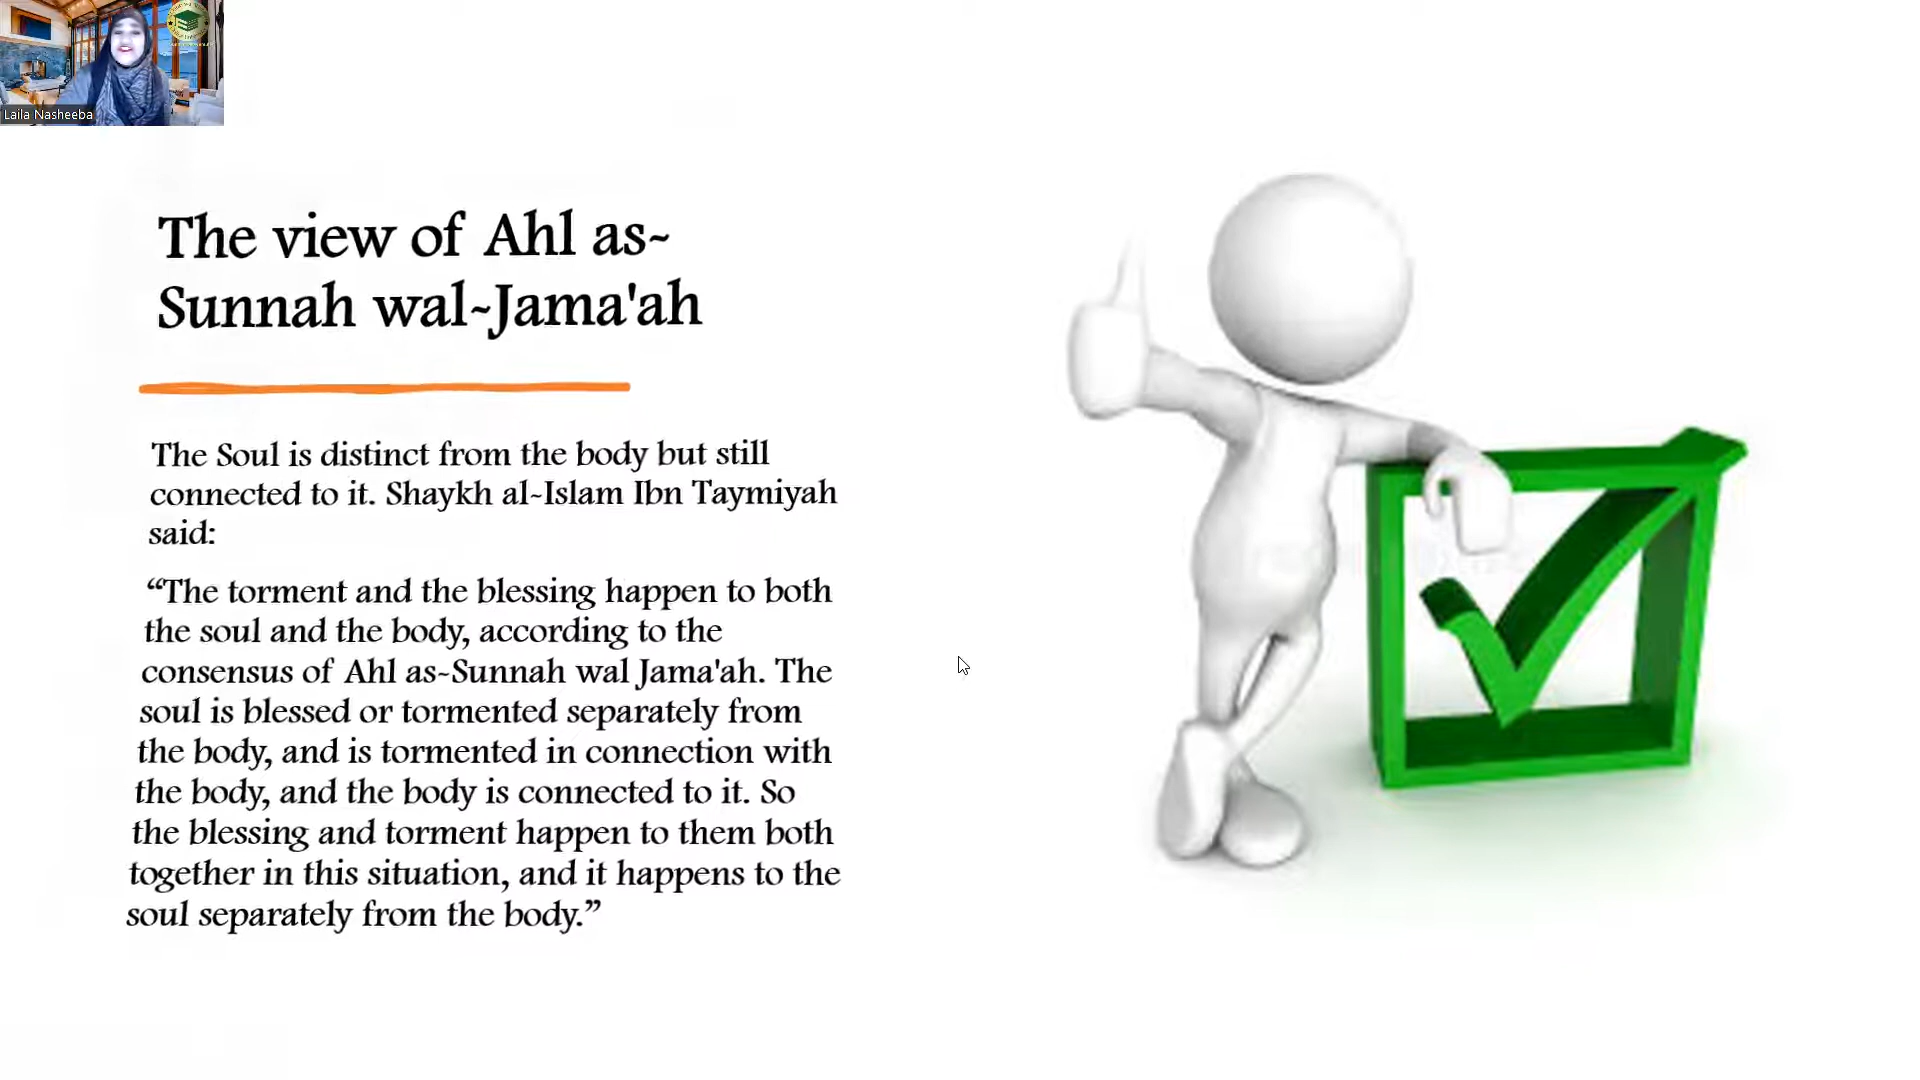 Laila Nasheeba
The view of Ahl as-
Sunnah wal-Jama'ah
The Soul is distinct from the body but still
connected to it. Shaykh al-Islam Ibn Taymiyah
said:
“The torment and the blessing happen to both
the soul and the body, according to the
consensus of Ahl as-Sunnah wal Jama'ah. The
soul is blessed or tormented separately from
the body, and is tormented in connection with
the body, and the body is connected to it. So
the blessing and torment happen to them both
together in this situation, and it happens to the
soul separately from the body.”